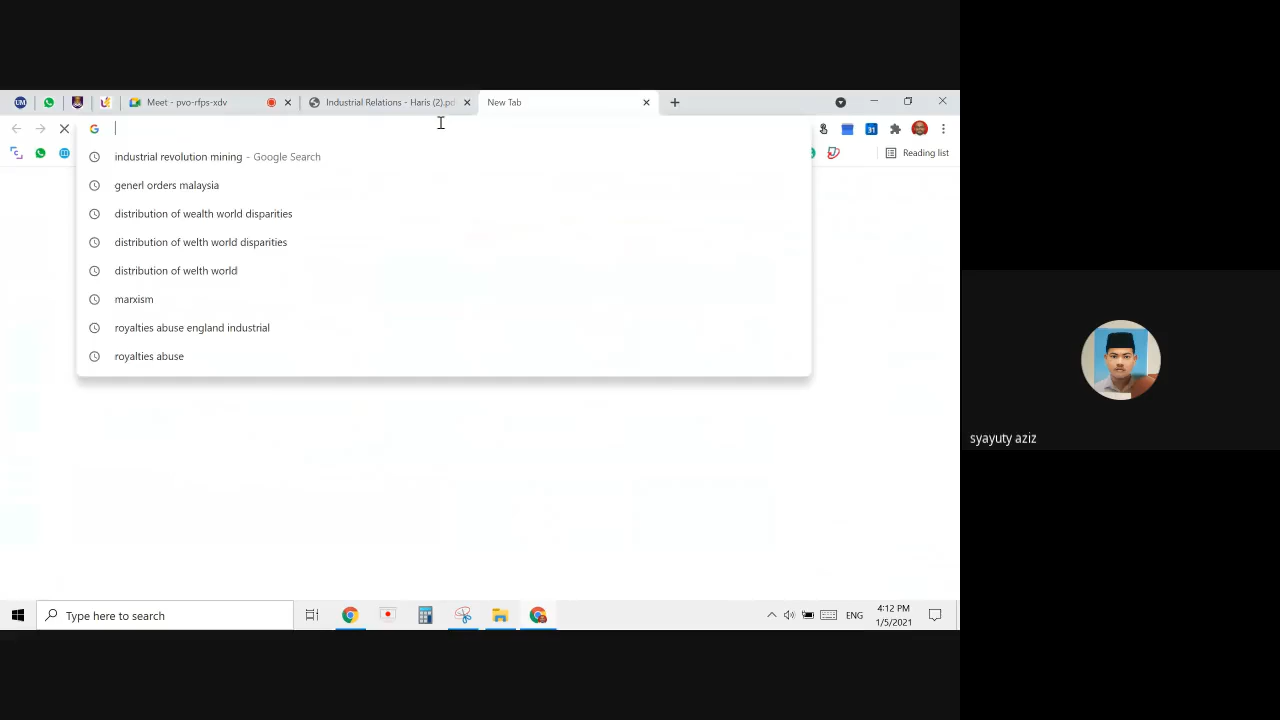 UM
Meet - pvo-rfps-xdv
Industrial Relations - Haris (2).pd
New Tab
31
Reading list
industrial revolution mining - Google Search
generl orders malaysia
distribution of wealth world disparities
distribution of welth world disparities
distribution of welth world
marxism
royalties abuse england industrial
royalties abuse
syayuty aziz
Type here to search
ENG
4:12 PM
1/5/2021